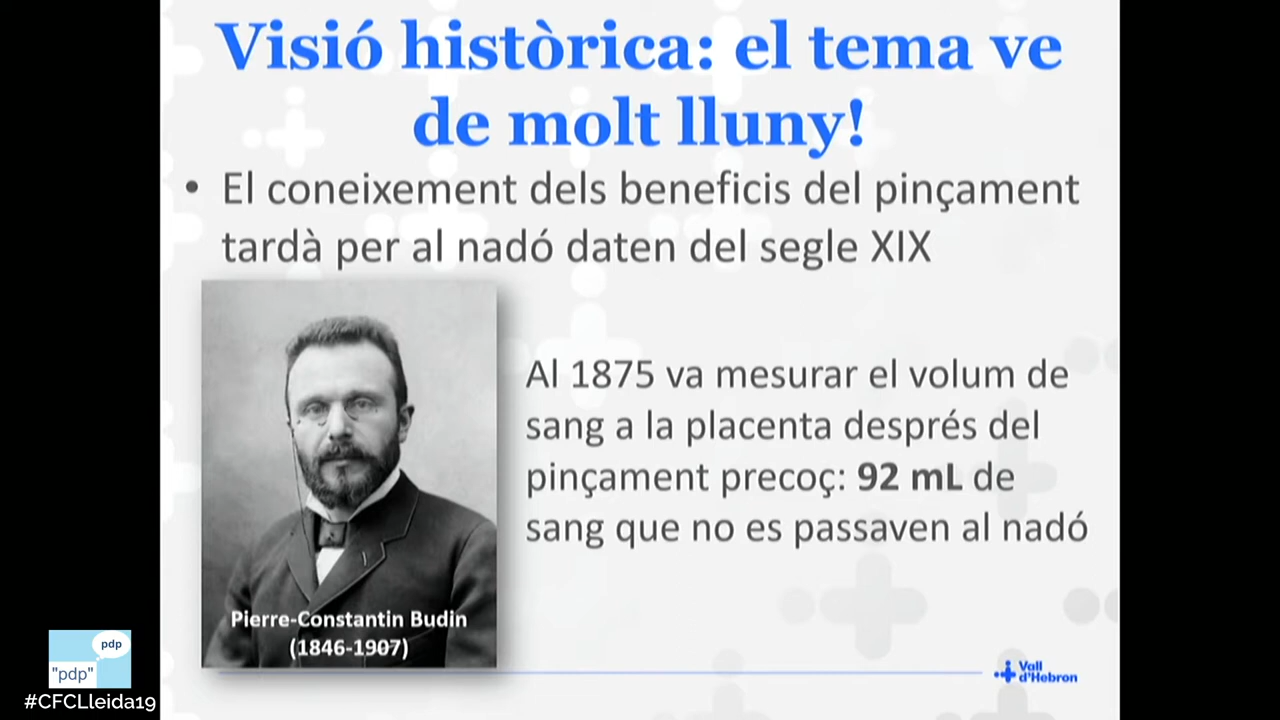 Visió històrica: el tema ve
de molt lluny!
• El coneixement dels beneficis del pinçament
tardà per al nadó daten del segle XIX
Al 1875 va mesurar el volum de
sang a la placenta després del
pinçament precoç: 92 mL de
sang que no es passaven al nadó
Pierre-Constantin Budin
(1846-1907)
Vall
d'Hebron
pdp
"pdp"
#CFCLleida19